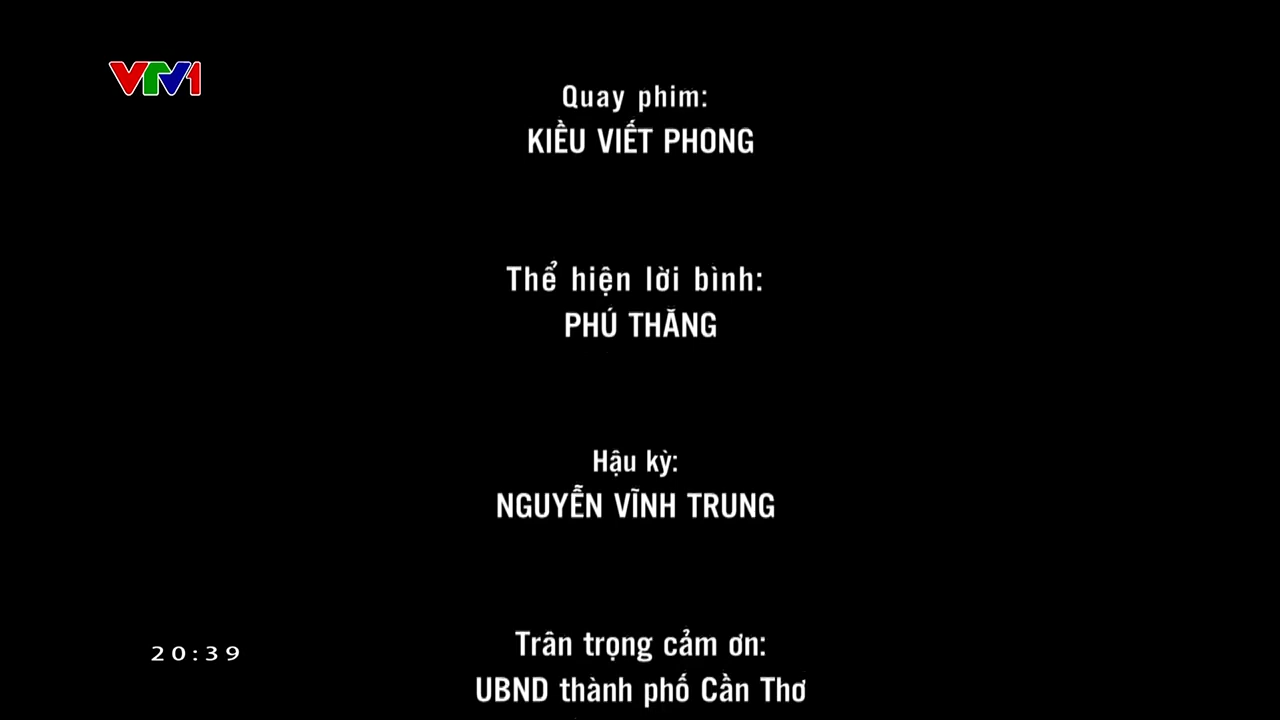 VTV1
Quay phim:
KIỀU VIẾT PHONG
Thể hiện lời bình:
PHÚ THĂNG
Hậu kỳ:
NGUYỄN VĨNH TRUNG
Trân trọng cảm ơn:
20:39
UBND thành phố Cần Thơ